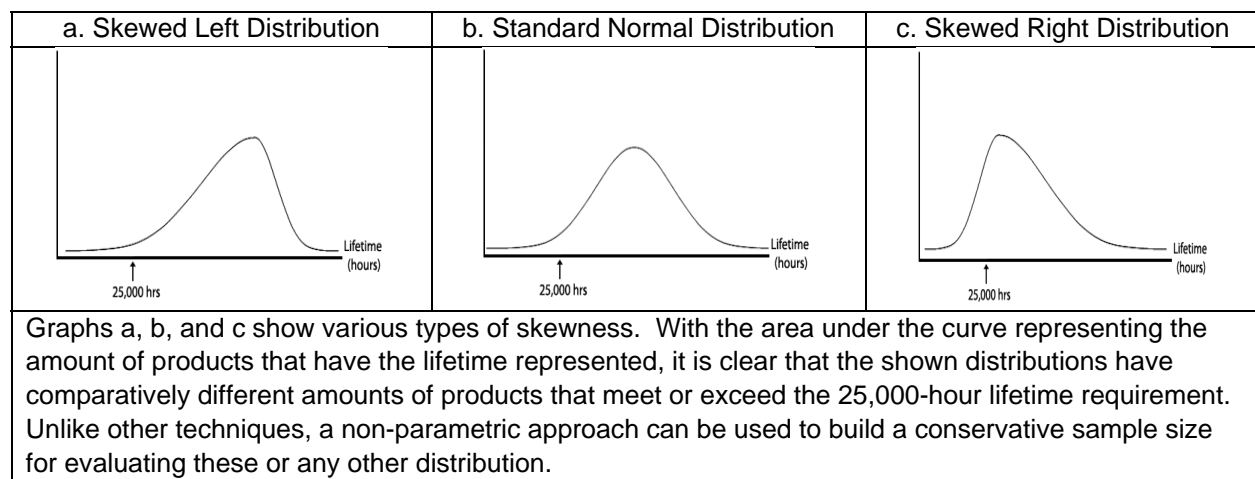 a. Skewed Left Distribution
b. Standard Normal Distribution
c. Skewed Right Distribution
Lifetime
(hours)
25,000 hrs
Lifetime
(hours)
25,000 hrs
Lifetime
(hours)
25,000 hrs
Graphs a, b, and c show various types of skewness.  With the area under the curve representing the
amount of products that have the lifetime represented, it is clear that the shown distributions have
comparatively different amounts of products that meet or exceed the 25,000-hour lifetime requirement.
Unlike other techniques, a non-parametric approach can be used to build a conservative sample size
for evaluating these or any other distribution.